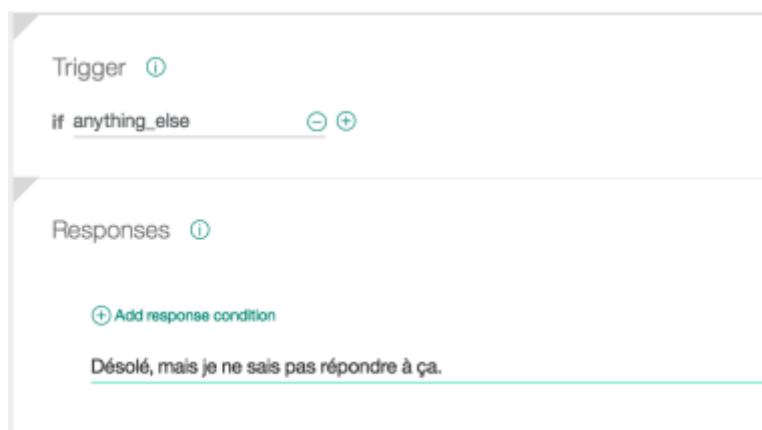 Trigger
if anything_else
Responses
Add response condition
Désolé, mais je ne sais pas répondre à ça.